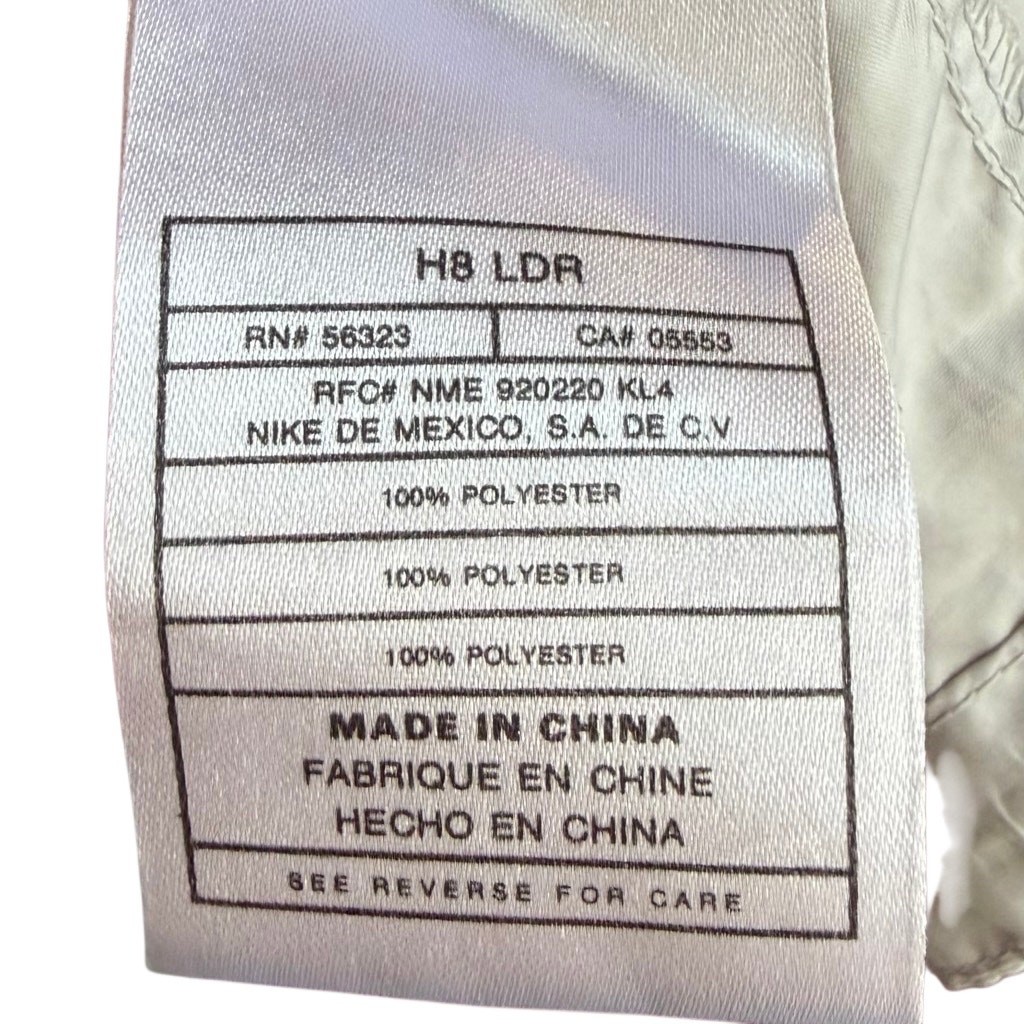 H8 LDR
RN# 56323 CA# 05553
RFC# NME 920220 KL4
NIKE DE MEXICO, S.A. DE C.V
100% POLYESTER
100% POLYESTER
100% POLYESTER
MADE IN CHINA
FABRIQUE EN CHINE
HECHO EN CHINA
SEE REVERSE FOR CARE